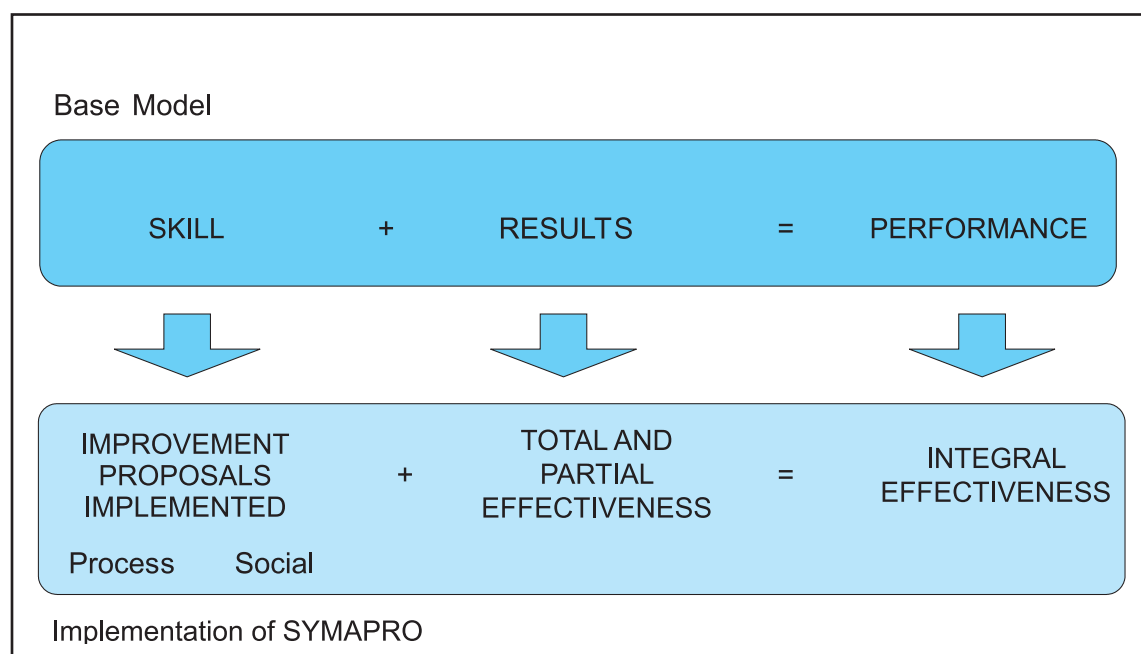 Base Model
SKILL + RESULTS = PERFORMANCE
IMPROVEMENT PROPOSALS IMPLEMENTED + TOTAL AND PARTIAL EFFECTIVENESS = INTEGRAL EFFECTIVENESS
Process Social
Implementation of SYMAPRO